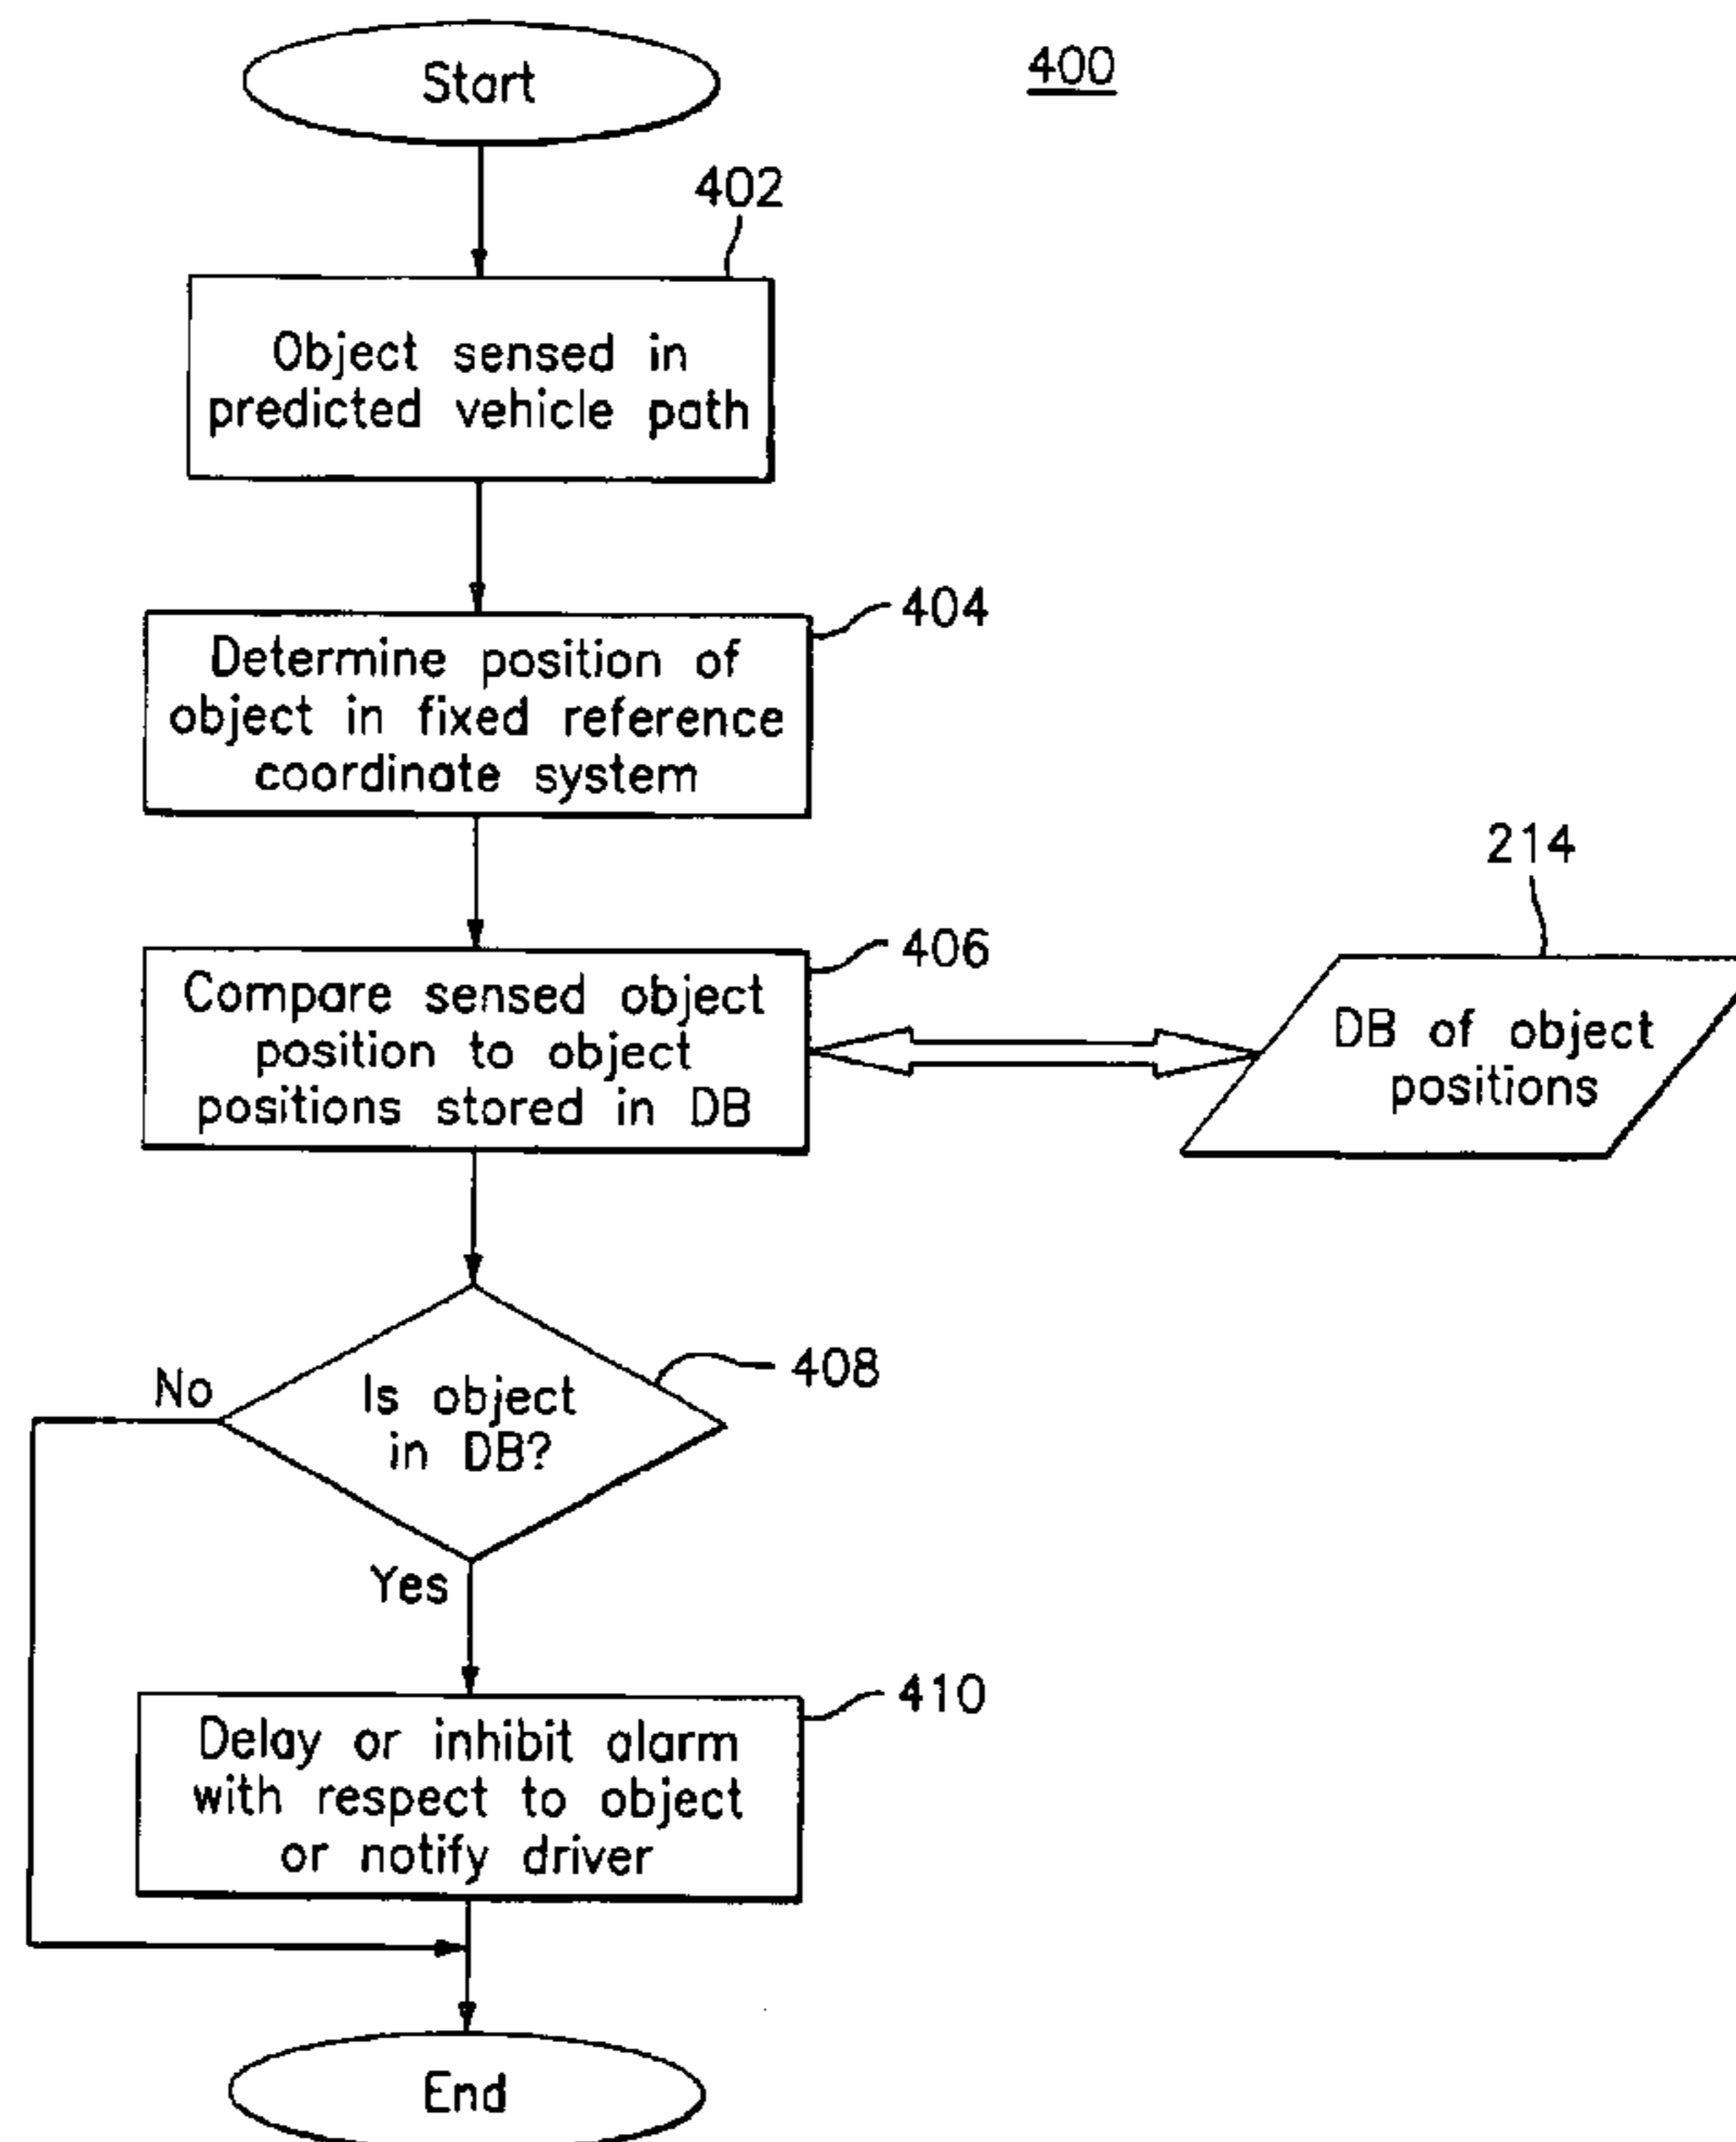 Start
400
402
Object sensed in
predicted vehicle path
404
Determine position of
object in fixed reference
coordinate system
214
406
Compare sensed object
position to object
positions stored in DB
DB of object
positions
408
No
Is object
in DB?
Yes
410
Delay or inhibit alarm
with respect to object
or notify driver
End